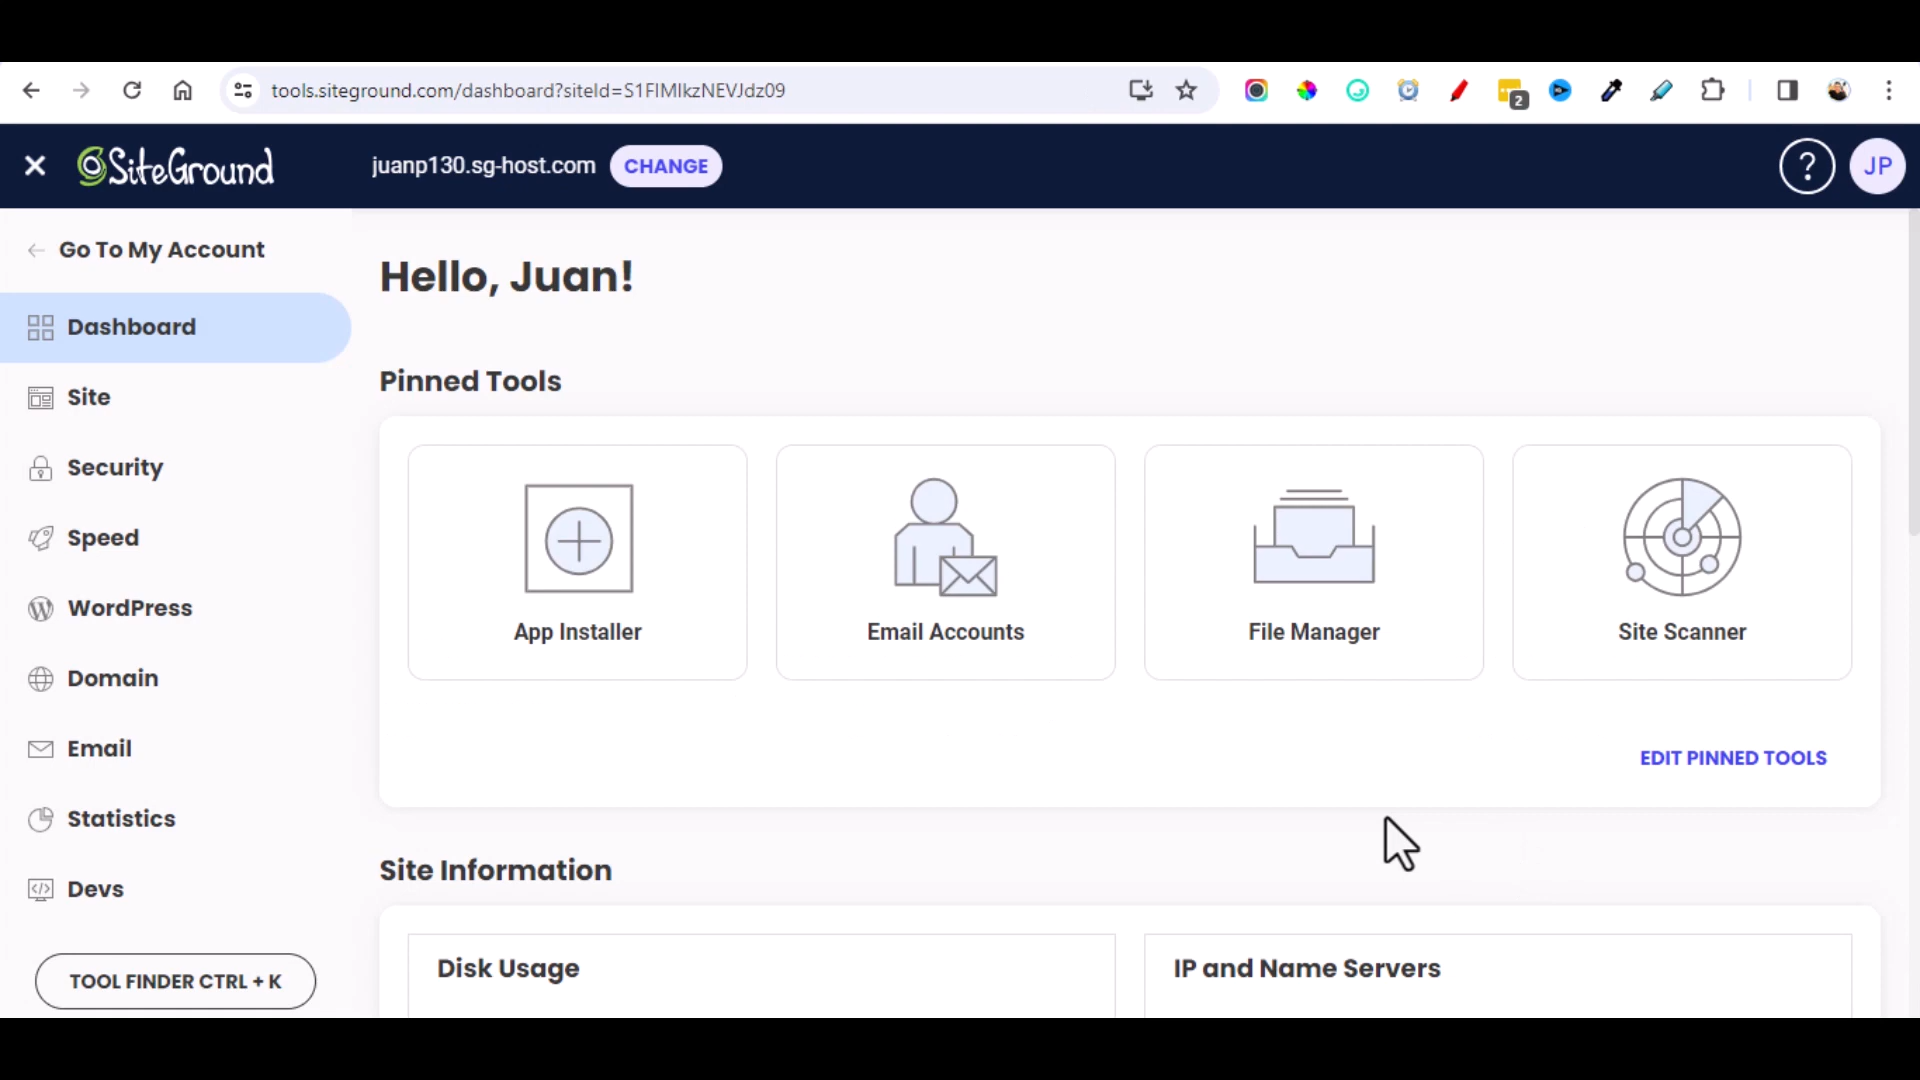 tools.siteground.com/dashboard?siteId=S1FIMlkzNEVJdz09
2
SiteGround
juanp130.sg-host.com
CHANGE
?
JP
Go To My Account
Dashboard
Site
Security
Speed
WordPress
Domain
Email
Statistics
Devs
TOOL FINDER CTRL + K
Hello, Juan!
Pinned Tools
App Installer
Email Accounts
File Manager
Site Scanner
EDIT PINNED TOOLS
Site Information
Disk Usage
IP and Name Servers